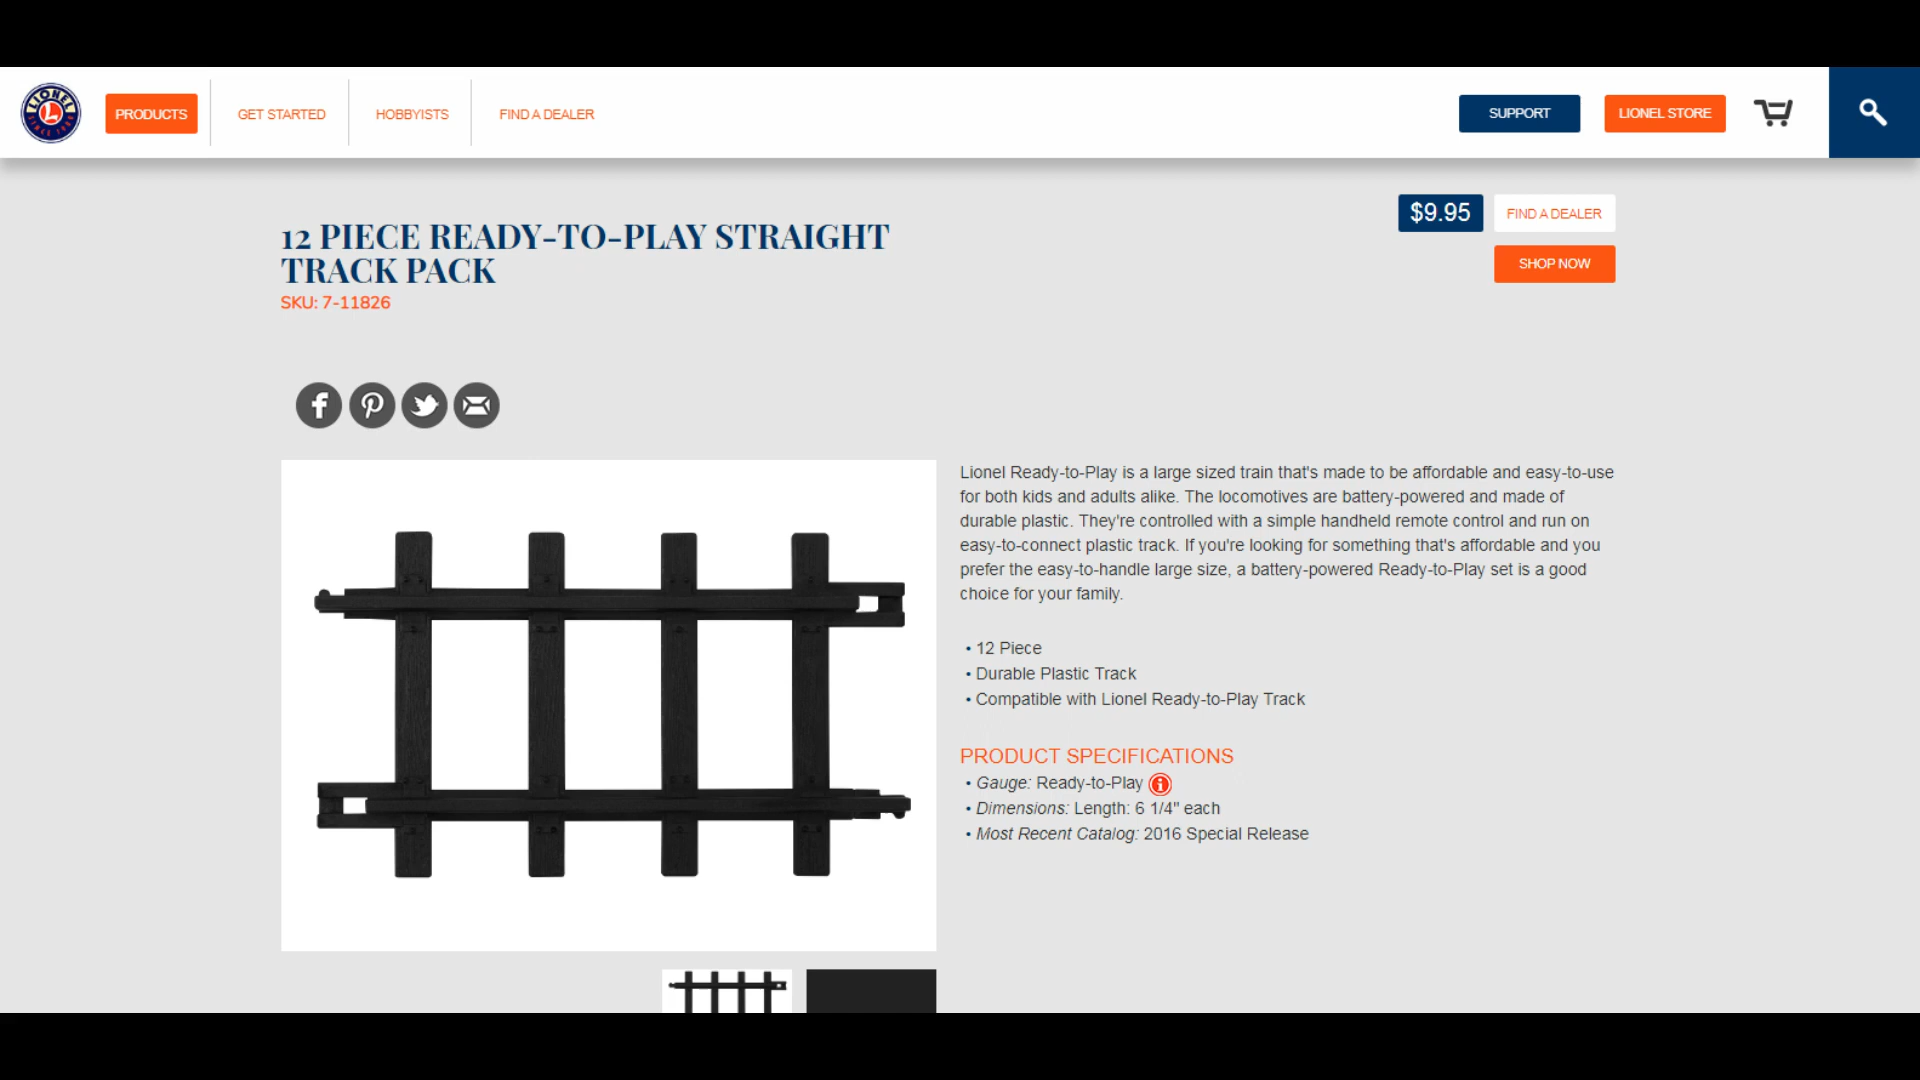 LIONEL
L
SINCE 1900
PRODUCTS
GET STARTED
HOBBYISTS
FIND A DEALER
SUPPORT
LIONEL STORE
$9.95
FIND A DEALER
SHOP NOW
12 PIECE READY-TO-PLAY STRAIGHT
TRACK PACK
SKU: 7-11826
Lionel Ready-to-Play is a large sized train that's made to be affordable and easy-to-use
for both kids and adults alike. The locomotives are battery-powered and made of
durable plastic. They're controlled with a simple handheld remote control and run on
easy-to-connect plastic track. If you're looking for something that's affordable and you
prefer the easy-to-handle large size, a battery-powered Ready-to-Play set is a good
choice for your family.
• 12 Piece
• Durable Plastic Track
• Compatible with Lionel Ready-to-Play Track
PRODUCT SPECIFICATIONS
• Gauge: Ready-to-Play
• Dimensions: Length: 6 1/4" each
• Most Recent Catalog: 2016 Special Release